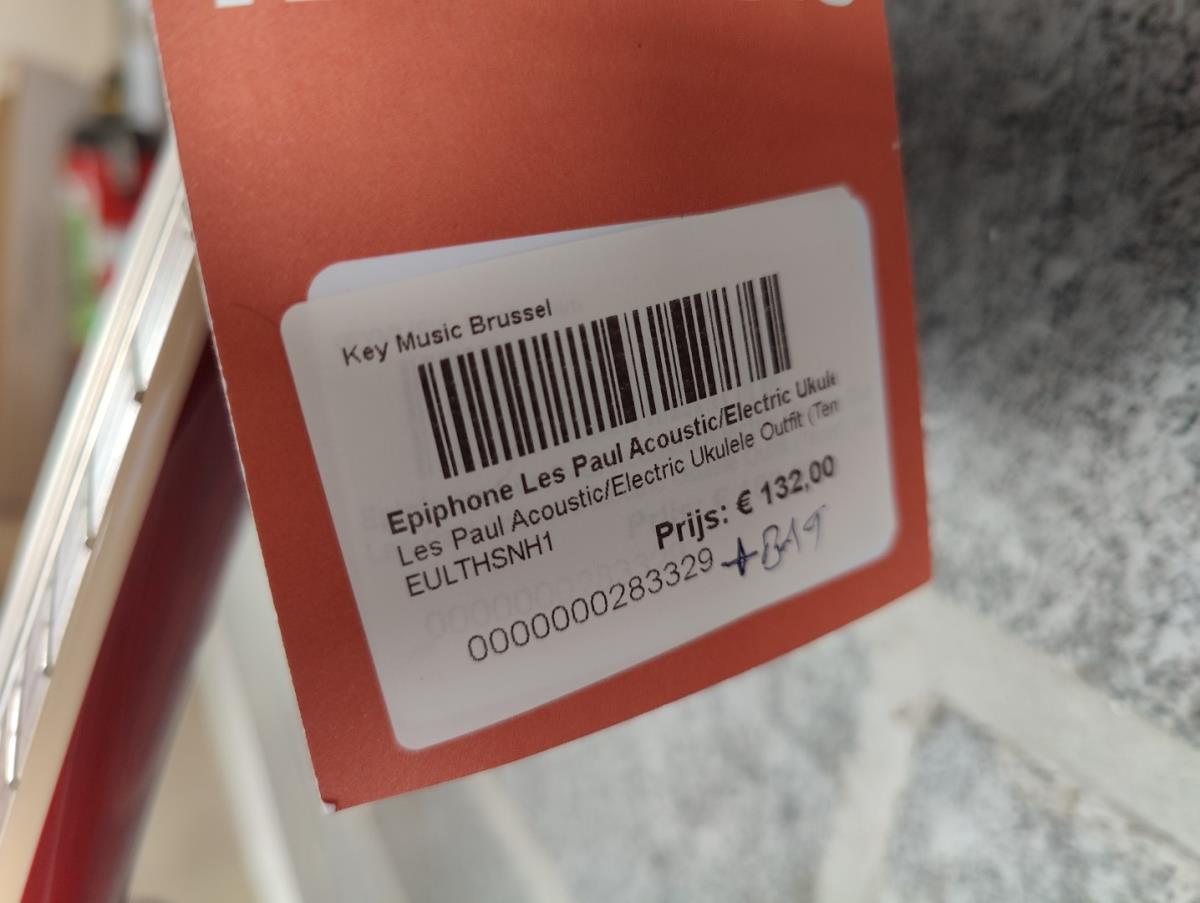 Key Music Brussel
Epiphone Les Paul Acoustic/Electric Ukule
Les Paul Acoustic/Electric Ukulele Outfit (Ten
EULTHSNH1
Prijs: € 132,00
0000000283329 + BAG